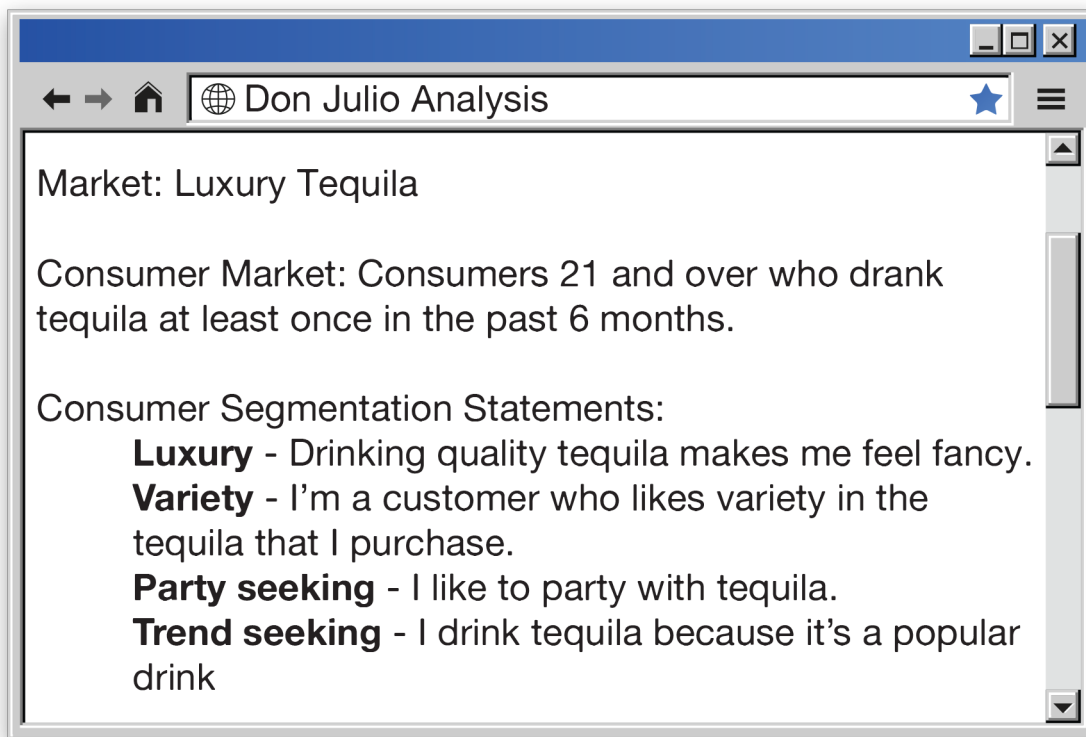 Don Julio Analysis
Market: Luxury Tequila
Consumer Market: Consumers 21 and over who drank
tequila at least once in the past 6 months.
Consumer Segmentation Statements:
Luxury - Drinking quality tequila makes me feel fancy.
Variety - I’m a customer who likes variety in the
tequila that I purchase.
Party seeking - I like to party with tequila.
Trend seeking - I drink tequila because it’s a popular
drink